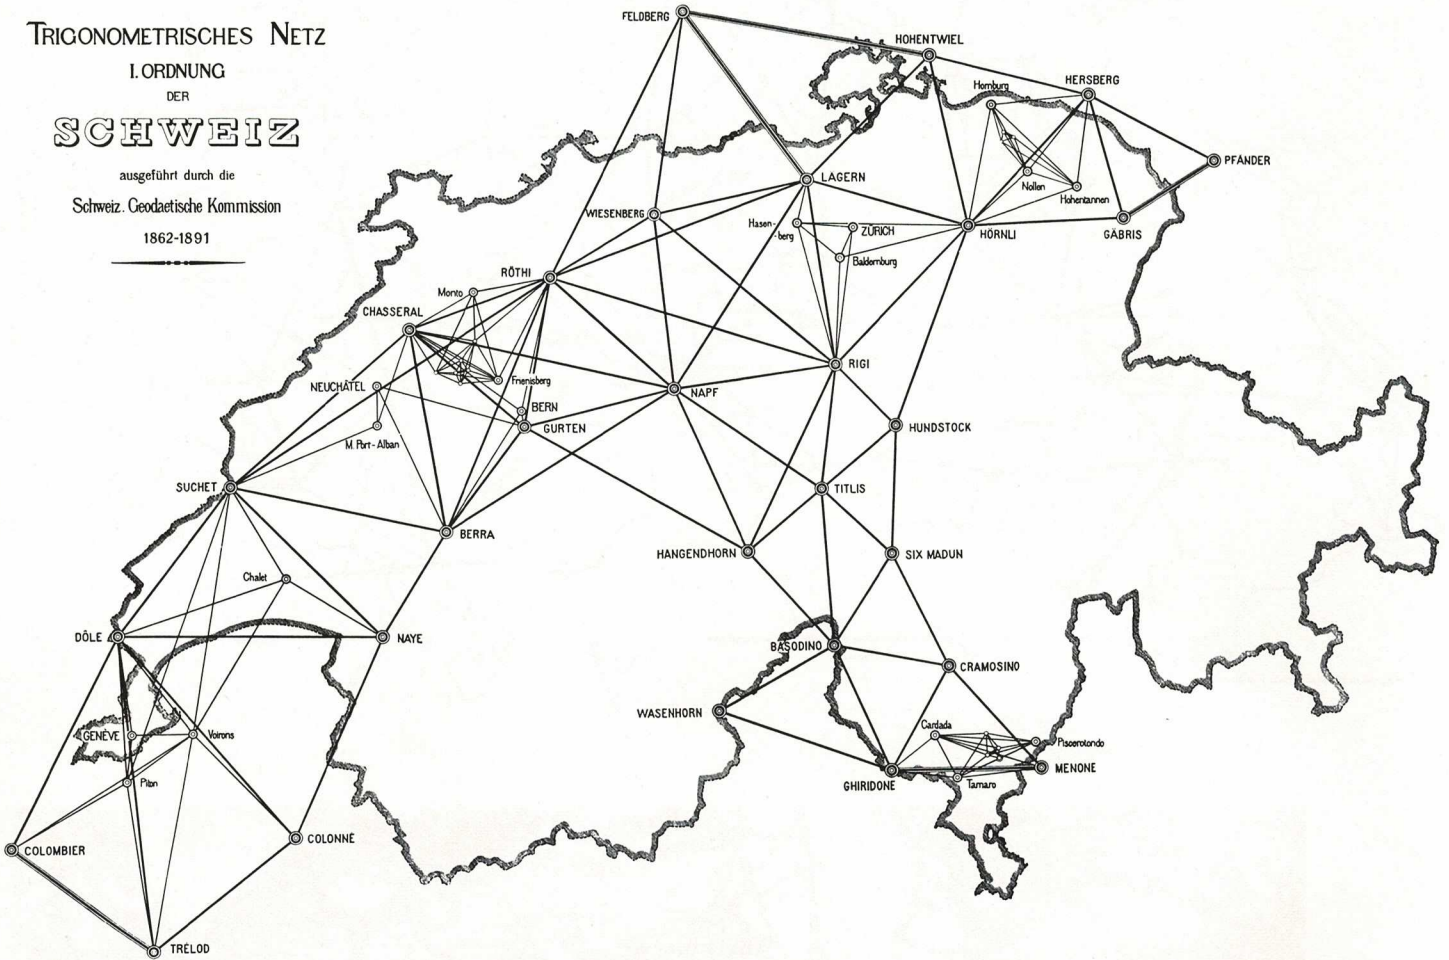 TRIGONOMETRISCHES NETZ
I. ORDNUNG
DER
SCHWEIZ
ausgeführt durch die
Schweiz. Geodaetische Kommission
1862-1891
FELDBERG
HOHENTWIEL
HERSBERG
Homburg
PFÄNDER
LAGERN
Nollen
Hohentannen
WIESENBERG
Hasen-
-berg
ZÜRICH
HÖRNLI
GÄBRIS
Baldernburg
RÖTHI
Monto
CHASSERAL
RIGI
NEUCHÂTEL
Frienisberg
NAPF
BERN
GURTEN
HUNDSTOCK
M. Port-Alban
SUCHET
TITLIS
BERRA
HANGENDHORN
SIX MADUN
Chalet
DÔLE
NAYE
BASODINO
CRAMOSINO
WASENHORN
Cardada
GENÈVE
Voirons
Piscerotondo
MENONE
Piton
GHIRIDONE
Tamaro
COLONNÉ
COLOMBIER
TRÉLOD